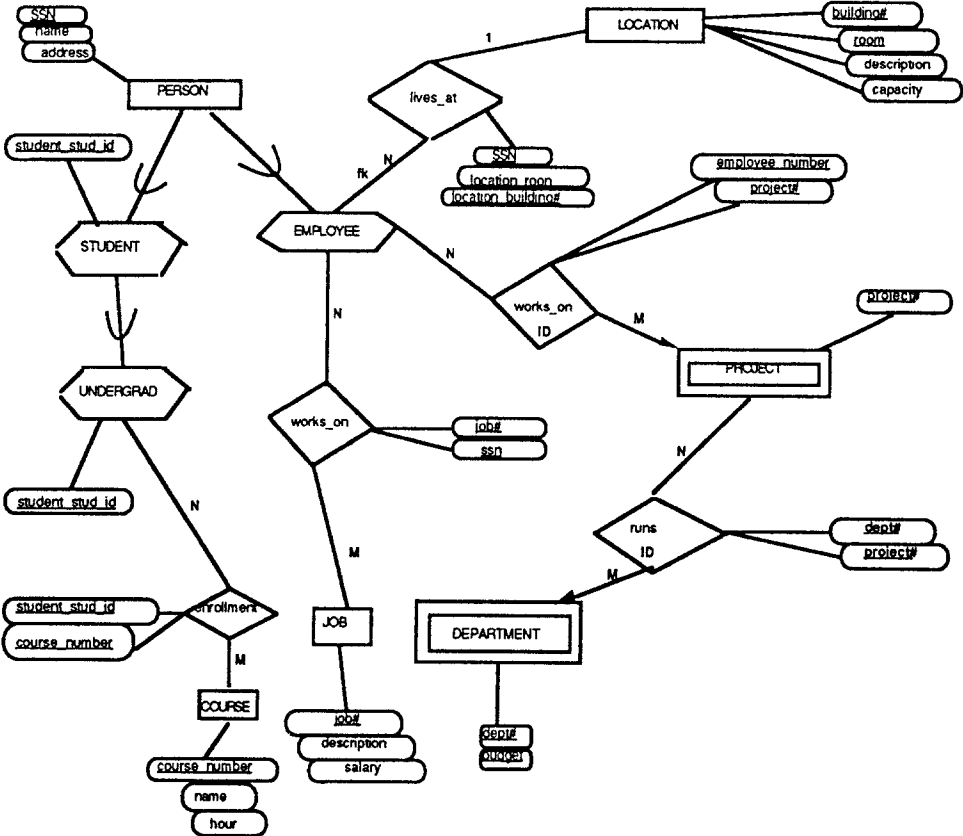 SSN
name
address
PERSON
LOCATION
building#
room
description
capacity
1
lives_at
N
fk
SSN
location_room
location_building#
student_stud_id
STUDENT
EMPLOYEE
employee_number
project#
N
works_on
ID
M
project#
PROJECT
N
UNDERGRAD
works_on
job#
ssn
student_stud_id
N
N
runs
ID
dept#
project#
M
M
student_stud_id
course_number
enrollment
M
JOB
DEPARTMENT
COURSE
job#
description
salary
dept#
budget
course_number
name
hour